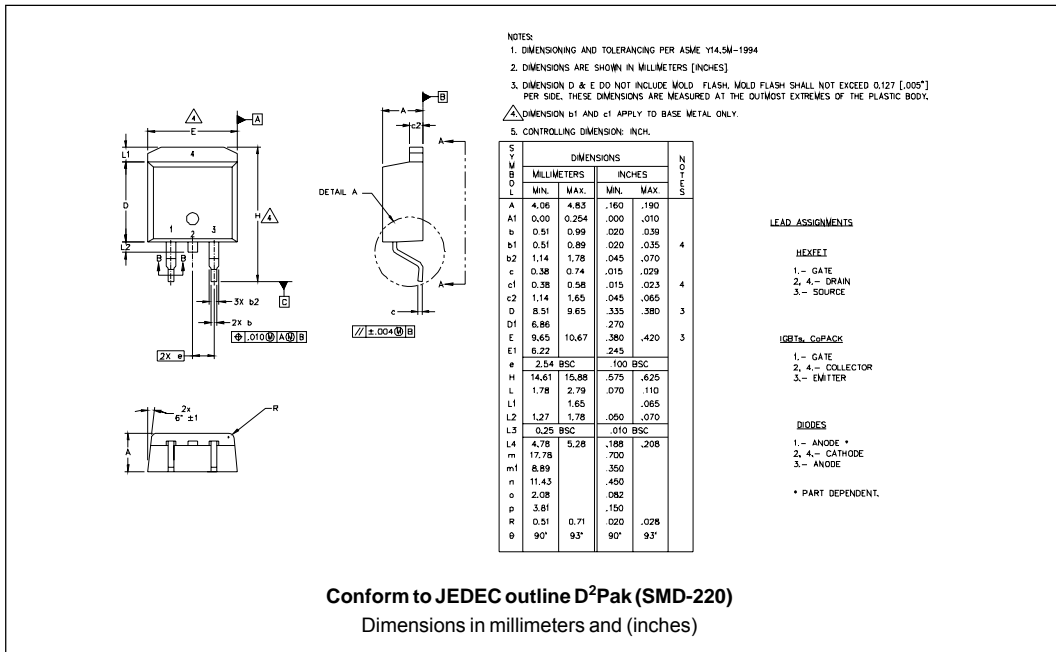 NOTES:
1. DIMENSIONING AND TOLERANCING PER ASME Y14.5M-1994
2. DIMENSIONS ARE SHOWN IN MILLIMETERS [INCHES]
3. DIMENSION D & E DO NOT INCLUDE MOLD FLASH. MOLD FLASH SHALL NOT EXCEED 0.127 [.005"]
PER SIDE. THESE DIMENSIONS ARE MEASURED AT THE OUTMOST EXTREMES OF THE PLASTIC BODY.
4. DIMENSION b1 AND c1 APPLY TO BASE METAL ONLY.
5. CONTROLLING DIMENSION: INCH.
4
E
A
L1
4
D
H 4
1 2 3
L2
B B
C
3X b2
2X b
⌖ .010 Ⓜ A Ⓜ B
2X e
A
B
c2
A
DETAIL A
A
c
// ±.004 Ⓜ B
2x
6° ±1
R
A
SYMBOL DIMENSIONS NOTES
MILLIMETERS INCHES
MIN. MAX. MIN. MAX.
A 4.06 4.83 .160 .190
A1 0.00 0.254 .000 .010
b 0.51 0.99 .020 .039
b1 0.51 0.89 .020 .035 4
b2 1.14 1.78 .045 .070
c 0.38 0.74 .015 .029
c1 0.38 0.58 .015 .023 4
c2 1.14 1.65 .045 .065
D 8.51 9.65 .335 .380 3
D1 6.86 .270
E 9.65 10.67 .380 .420 3
E1 6.22 .245
e 2.54 BSC .100 BSC
H 14.61 15.88 .575 .625
L 1.78 2.79 .070 .110
L1 1.65 .065
L2 1.27 1.78 .050 .070
L3 0.25 BSC .010 BSC
L4 4.78 5.28 .188 .208
m 17.78 .700
m1 8.89 .350
n 11.43 .450
o 2.08 .082
p 3.81 .150
R 0.51 0.71 .020 .028
θ 90° 93° 90° 93°
LEAD ASSIGNMENTS
HEXFET
1.- GATE
2, 4.- DRAIN
3.- SOURCE
IGBTs, CoPACK
1.- GATE
2, 4.- COLLECTOR
3.- EMITTER
DIODES
1.- ANODE *
2, 4.- CATHODE
3.- ANODE
* PART DEPENDENT.
Conform to JEDEC outline D²Pak (SMD-220)
Dimensions in millimeters and (inches)